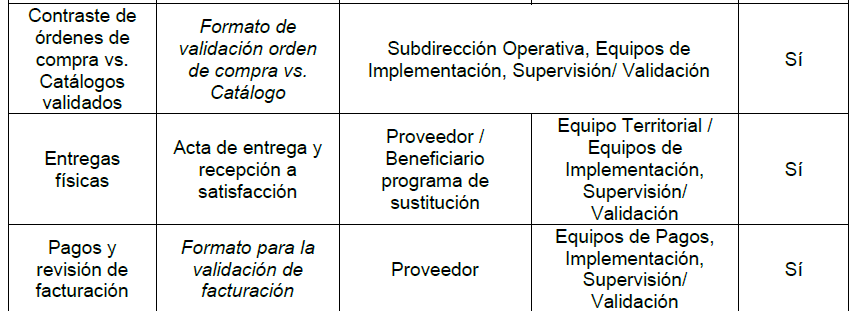 Contraste de
órdenes de
compra vs.
Catálogos
validados
Formato de
validación orden
de compra vs.
Catálogo
Subdirección Operativa, Equipos de
Implementación, Supervisión/ Validación
Sí
Entregas
físicas
Acta de entrega y
recepción a
satisfacción
Proveedor /
Beneficiario
programa de
sustitución
Equipo Territorial /
Equipos de
Implementación,
Supervisión/
Validación
Sí
Pagos y
revisión de
facturación
Formato para la
validación de
facturación
Proveedor
Equipos de Pagos,
Implementación,
Supervisión/
Validación
Sí